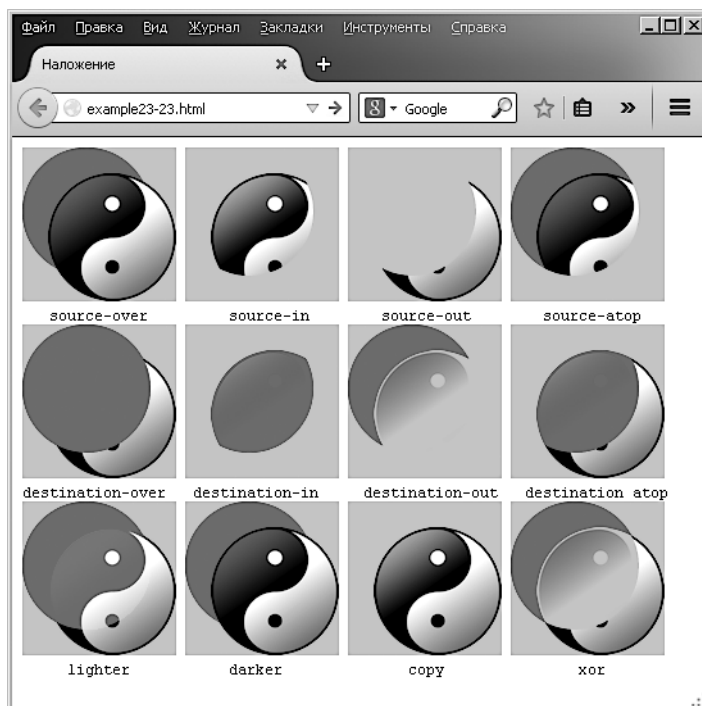 Файл Правка Вид Журнал Закладки Инструменты Справка
Наложение
example23-23.html
Google
source-over source-in source-out source-atop
destination-over destination-in destination-out destination atop
lighter darker copy xor